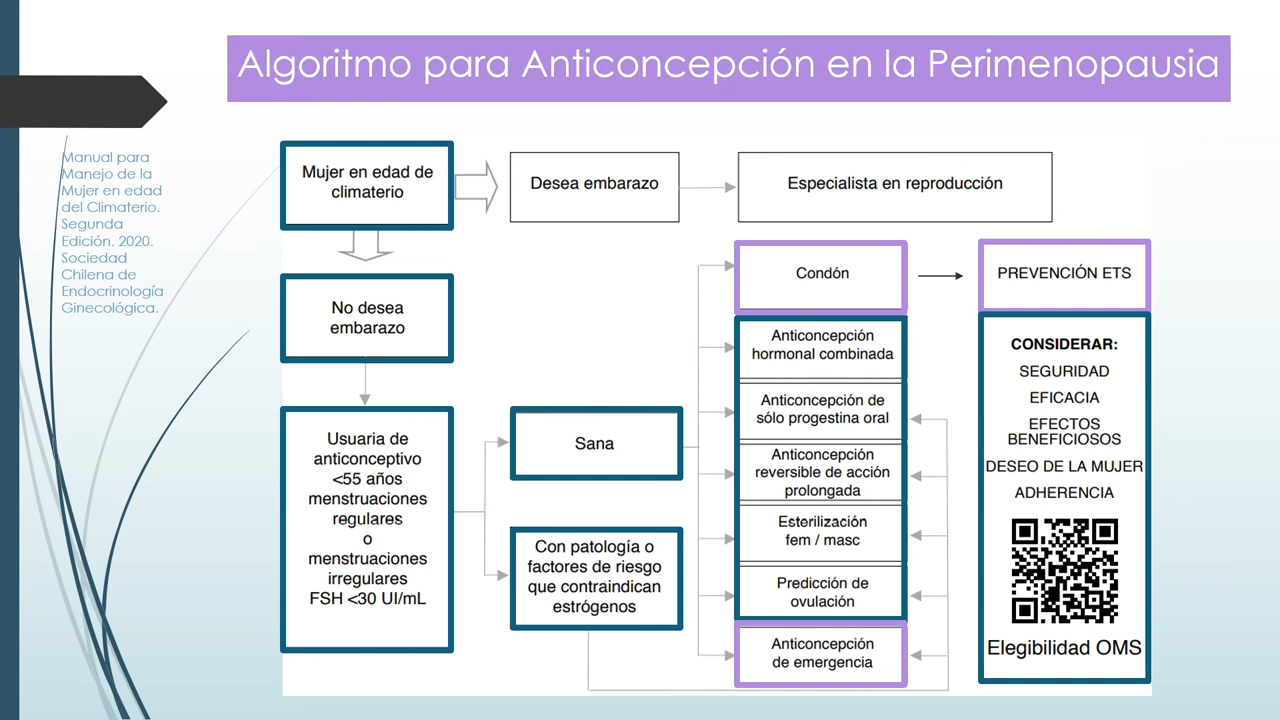 Algoritmo para Anticoncepción en la Perimenopausia
Manual para
Manejo de la
Mujer en edad
del Climaterio.
Segunda
Edición. 2020.
Sociedad
Chilena de
Endocrinología
Ginecológica.
Mujer en edad de
climaterio
Desea embarazo
Especialista en reproducción
No desea
embarazo
Usuaria de
anticonceptivo
<55 años
menstruaciones
regulares
o
menstruaciones
irregulares
FSH <30 UI/mL
Sana
Con patología o
factores de riesgo
que contraindican
estrógenos
Condón
Anticoncepción
hormonal combinada
Anticoncepción de
sólo progestina oral
Anticoncepción
reversible de acción
prolongada
Esterilización
fem / masc
Predicción de
ovulación
Anticoncepción
de emergencia
PREVENCIÓN ETS
CONSIDERAR:
SEGURIDAD
EFICACIA
EFECTOS
BENEFICIOSOS
DESEO DE LA MUJER
ADHERENCIA
Elegibilidad OMS